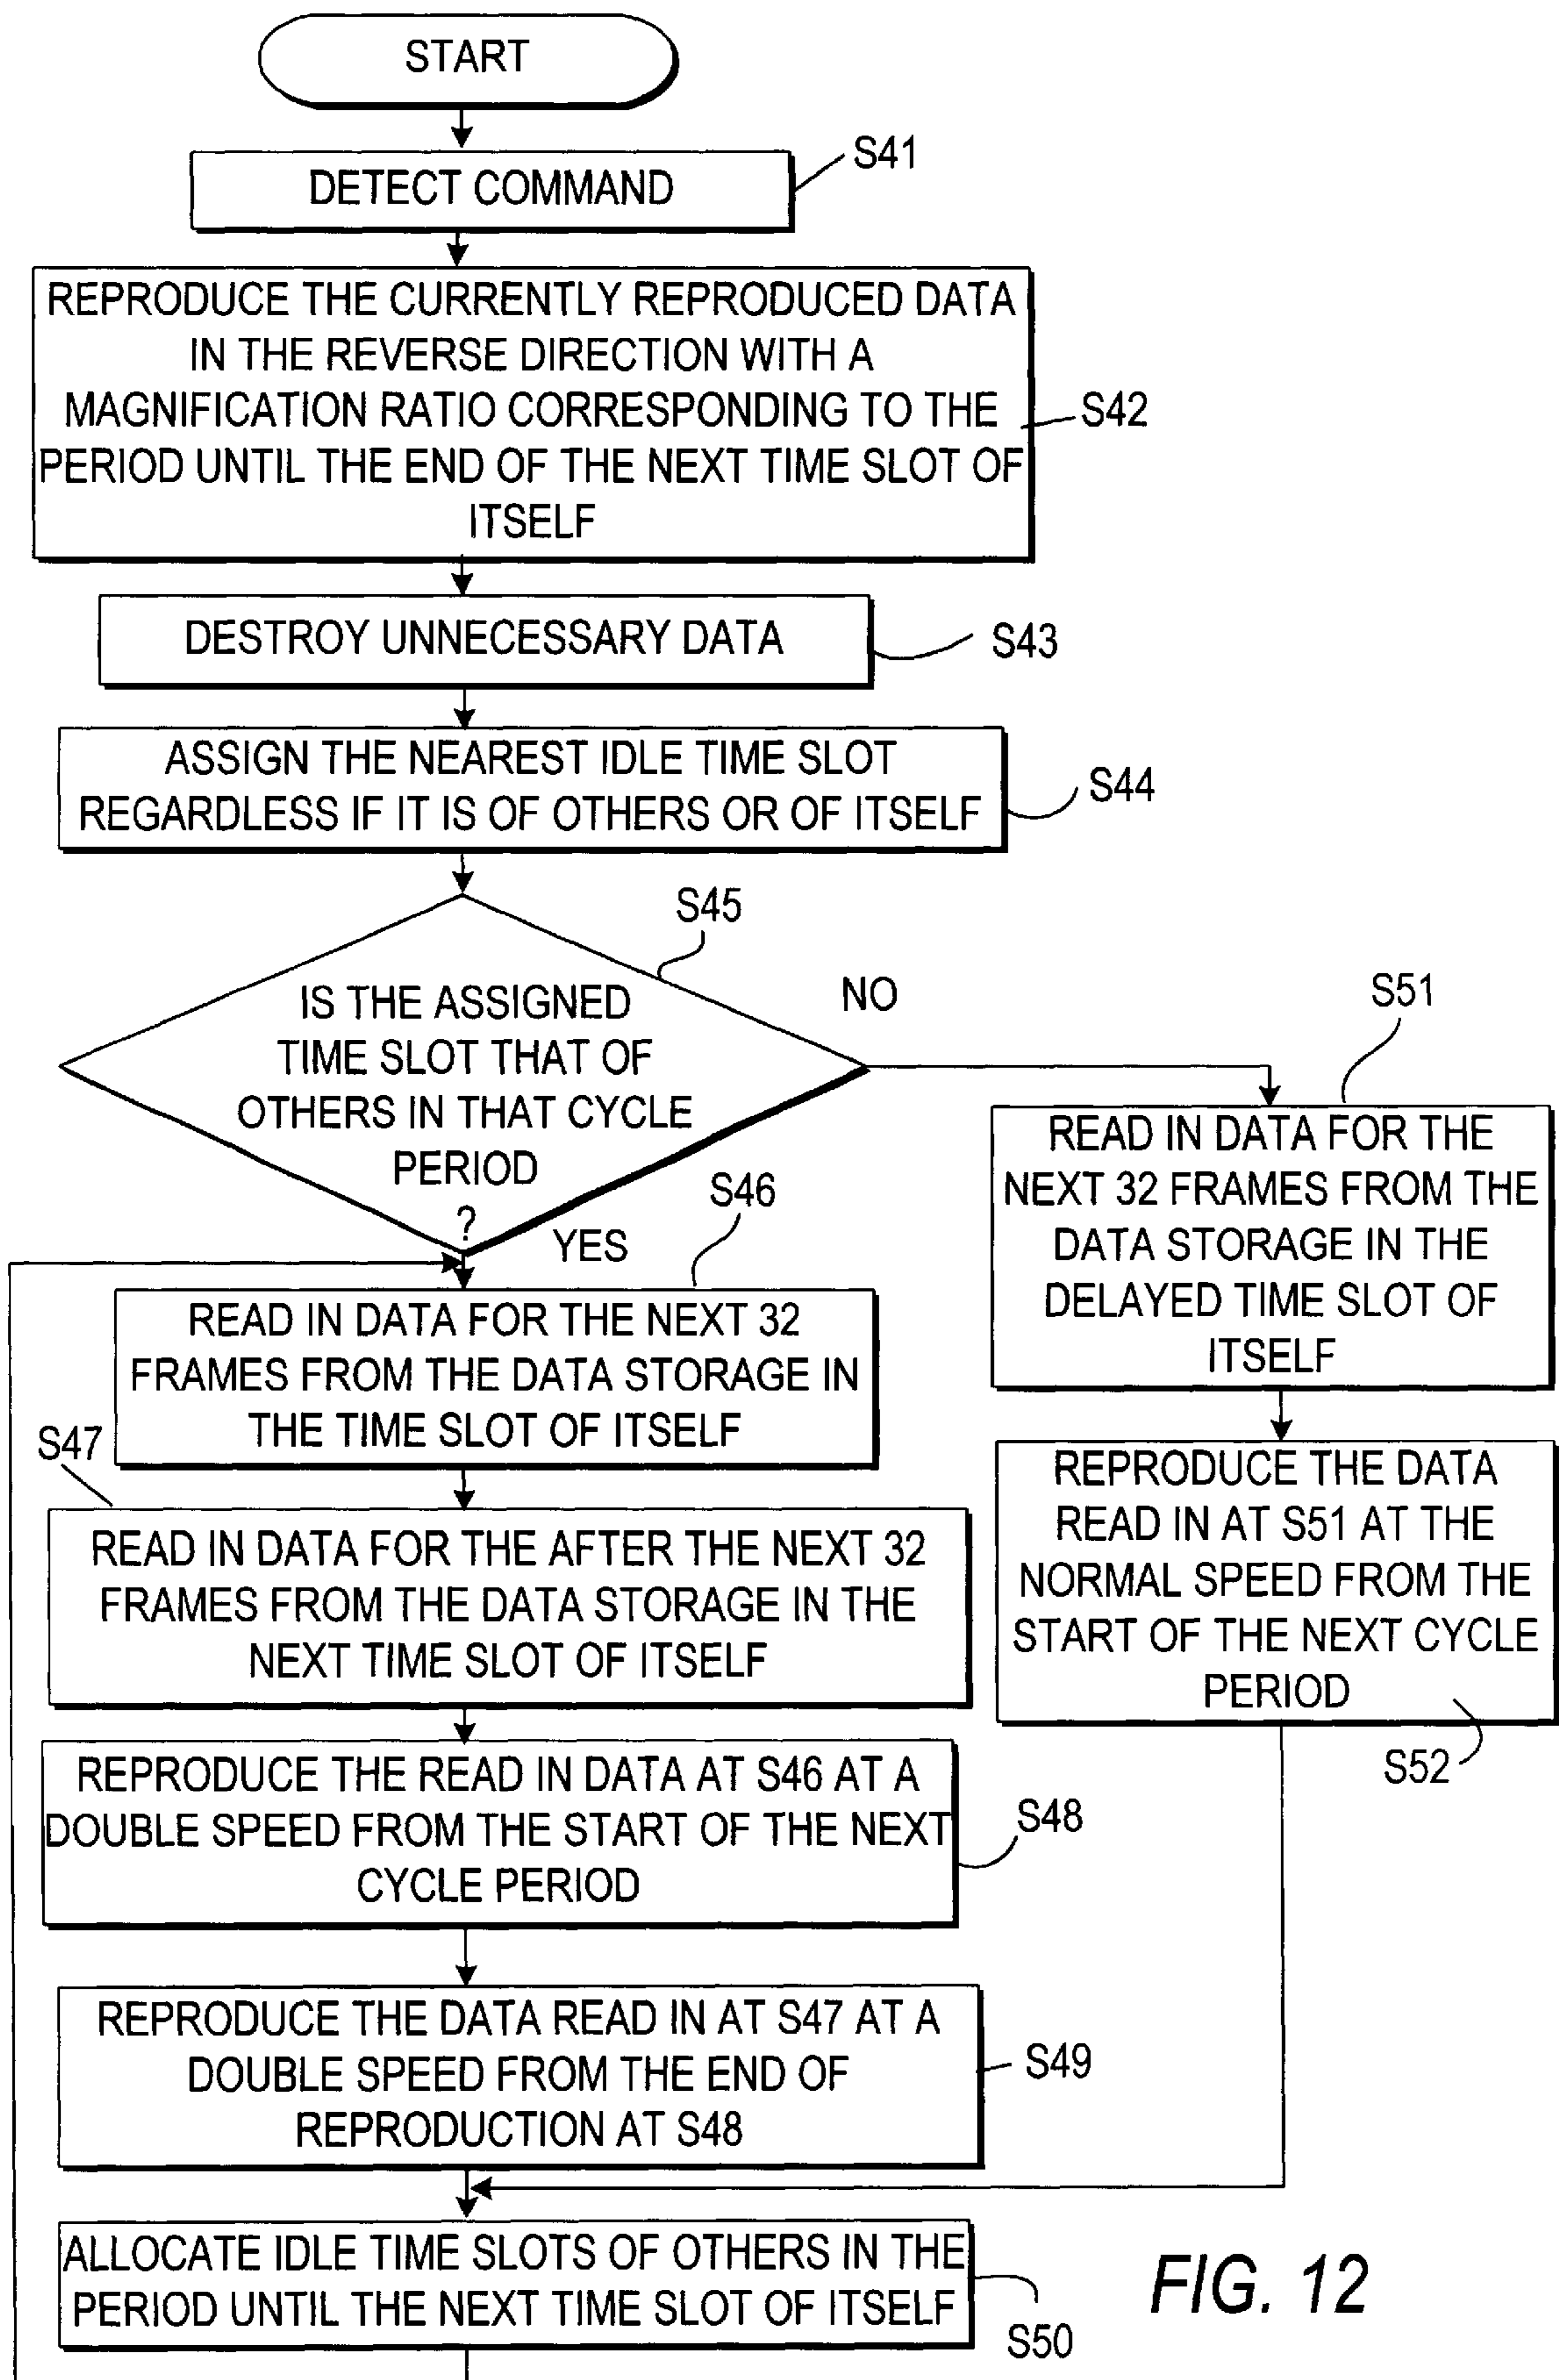 START
DETECT COMMAND
S41
REPRODUCE THE CURRENTLY REPRODUCED DATA
IN THE REVERSE DIRECTION WITH A
MAGNIFICATION RATIO CORRESPONDING TO THE
PERIOD UNTIL THE END OF THE NEXT TIME SLOT OF
ITSELF
S42
DESTROY UNNECESSARY DATA
S43
ASSIGN THE NEAREST IDLE TIME SLOT
REGARDLESS IF IT IS OF OTHERS OR OF ITSELF
S44
S45
IS THE ASSIGNED
TIME SLOT THAT OF
OTHERS IN THAT CYCLE
PERIOD
?
NO
YES
S46
READ IN DATA FOR THE NEXT 32
FRAMES FROM THE DATA STORAGE IN
THE TIME SLOT OF ITSELF
S47
READ IN DATA FOR THE AFTER THE NEXT 32
FRAMES FROM THE DATA STORAGE IN THE
NEXT TIME SLOT OF ITSELF
REPRODUCE THE READ IN DATA AT S46 AT A
DOUBLE SPEED FROM THE START OF THE NEXT
CYCLE PERIOD
S48
REPRODUCE THE DATA READ IN AT S47 AT A
DOUBLE SPEED FROM THE END OF
REPRODUCTION AT S48
S49
S51
READ IN DATA FOR THE
NEXT 32 FRAMES FROM THE
DATA STORAGE IN THE
DELAYED TIME SLOT OF
ITSELF
REPRODUCE THE DATA
READ IN AT S51 AT THE
NORMAL SPEED FROM THE
START OF THE NEXT CYCLE
PERIOD
S52
ALLOCATE IDLE TIME SLOTS OF OTHERS IN THE
PERIOD UNTIL THE NEXT TIME SLOT OF ITSELF
S50
FIG. 12